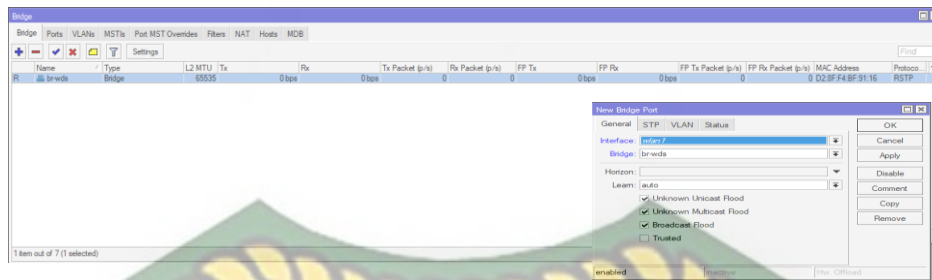 Bridge
Bridge Ports VLANs MSTIs Port MST Overrides Filters NAT Hosts MDB
Settings Find
Name Type L2 MTU Tx Rx Tx Packet (p/s) Rx Packet (p/s) FP Tx FP Rx FP Tx Packet (p/s) FP Rx Packet (p/s) MAC Address Protoco...
R br-wds Bridge 65535 0 bps 0 bps 0 0 0 bps 0 bps 0 0 D2:8F:F4:BF:91:16 RSTP
New Bridge Port
General STP VLAN Status
Interface: wlan1
Bridge: br-wds
Horizon:
Learn: auto
Unknown Unicast Flood
Unknown Multicast Flood
Broadcast Flood
Trusted
OK
Cancel
Apply
Disable
Comment
Copy
Remove
1 item out of 7 (1 selected)
enabled inactive Hw. Offload